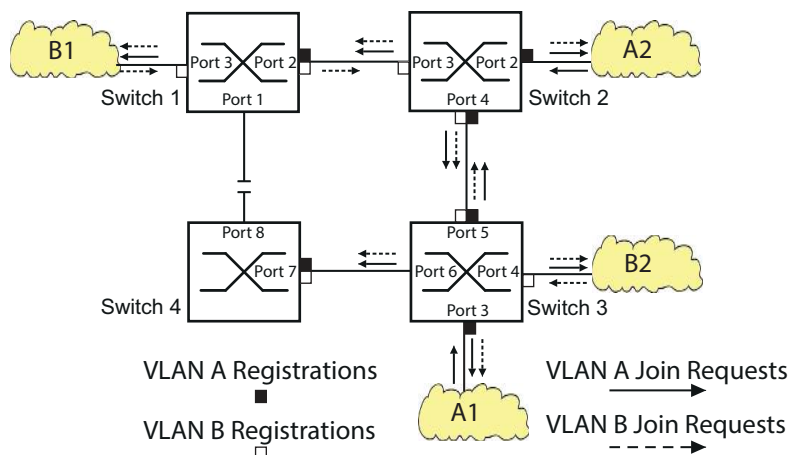 B1
Port 3
Port 2
Port 1
Switch 1
Port 3
Port 2
Port 4
Switch 2
A2
Port 8
Port 7
Switch 4
Port 5
Port 6
Port 4
Port 3
Switch 3
B2
A1
VLAN A Registrations
VLAN B Registrations
VLAN A Join Requests
VLAN B Join Requests